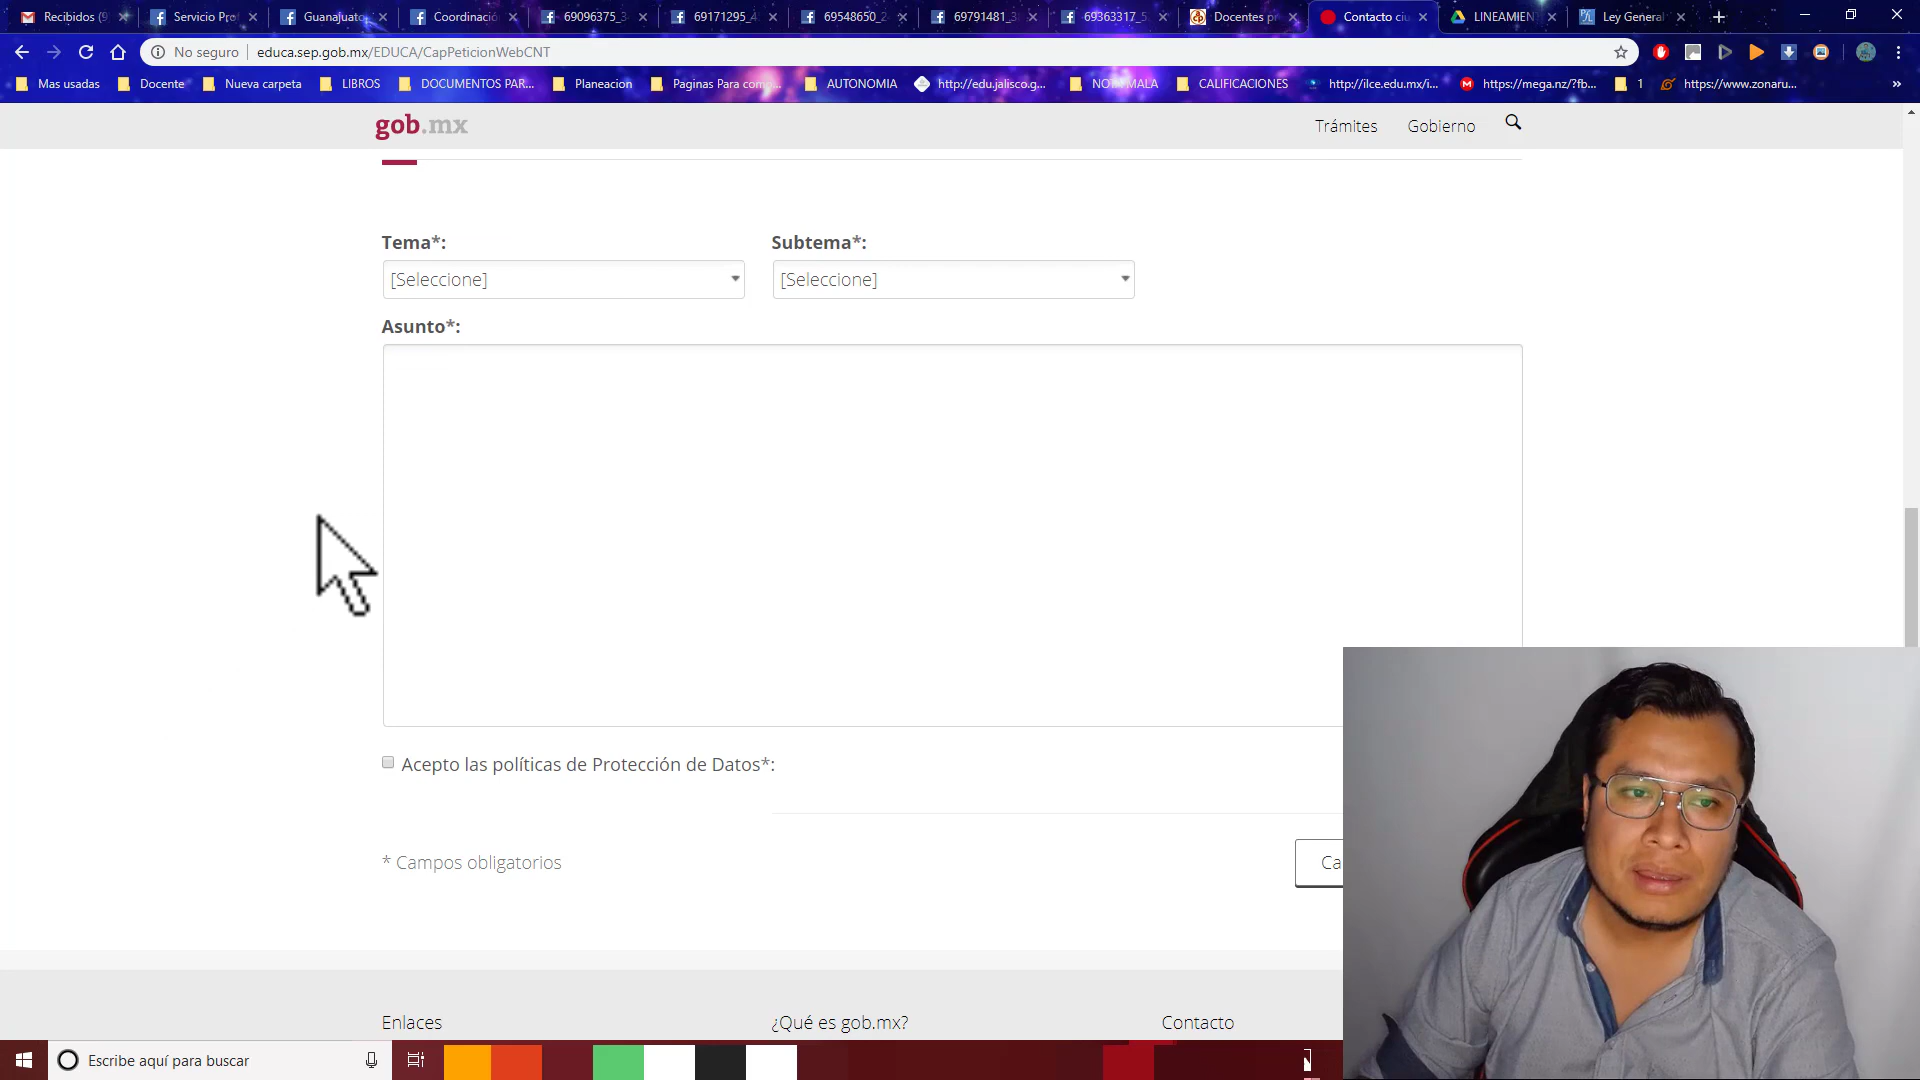 Recibidos (9
Servicio Prof
Guanajuato
Coordinació
69096375_3
69171295_4
69548650_2
69791481_3
69363317_5
Docentes p
Contacto ciu
LINEAMIEN
Ley General
No seguro
educa.sep.gob.mx/EDUCA/CapPeticionWebCNT
Mas usadas
Docente
Nueva carpeta
LIBROS
DOCUMENTOS PAR...
Planeacion
Paginas Para com...
AUTONOMIA
http://edu.jalisco.g...
NOTA MALA
CALIFICACIONES
http://ilce.edu.mx/i...
https://mega.nz/?fb...
1
https://www.zonaru...
»
gob.mx
Trámites
Gobierno
Tema*:
Subtema*:
[Seleccione]
[Seleccione]
Asunto*:
Acepto las políticas de Protección de Datos*:
* Campos obligatorios
Ca
Enlaces
¿Qué es gob.mx?
Contacto
Escribe aquí para buscar